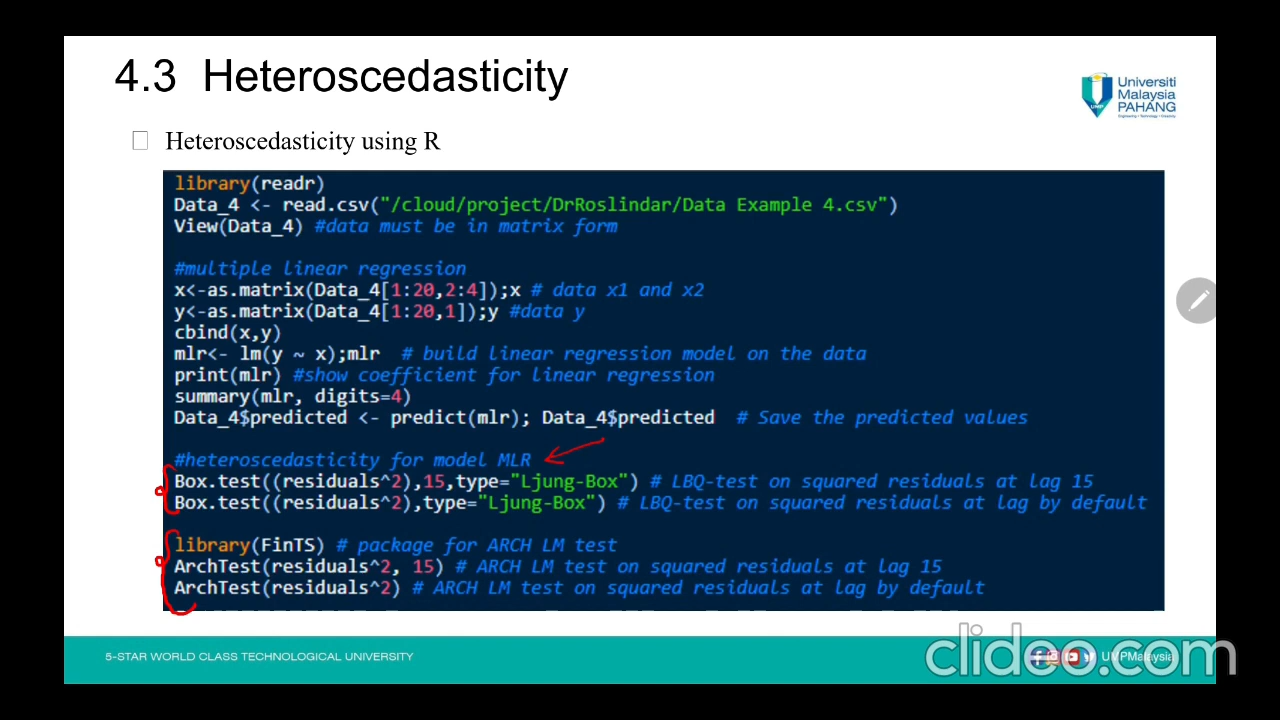 4.3 Heteroscedasticity
Universiti
Malaysia
PAHANG
UMP
Heteroscedasticity using R
library(readr)
Data_4 <- read.csv("/cloud/project/DrRoslindar/Data Example 4.csv")
View(Data_4) #data must be in matrix form
#multiple linear regression
x<-as.matrix(Data_4[1:20,2:4]);x # data x1 and x2
y<-as.matrix(Data_4[1:20,1]);y #data y
cbind(x,y)
mlr<- lm(y ~ x);mlr # build linear regression model on the data
print(mlr) #show coefficient for linear regression
summary(mlr, digits=4)
Data_4$predicted <- predict(mlr); Data_4$predicted # Save the predicted values
#heteroscedasticity for model MLR
Box.test((residuals^2),15,type="Ljung-Box") # LBQ-test on squared residuals at lag 15
Box.test((residuals^2),type="Ljung-Box") # LBQ-test on squared residuals at lag by default
library(FinTS) # package for ARCH LM test
ArchTest(residuals^2, 15) # ARCH LM test on squared residuals at lag 15
ArchTest(residuals^2) # ARCH LM test on squared residuals at lag by default
5-STAR WORLD CLASS TECHNOLOGICAL UNIVERSITY
UMPMalaysia
clideo.com